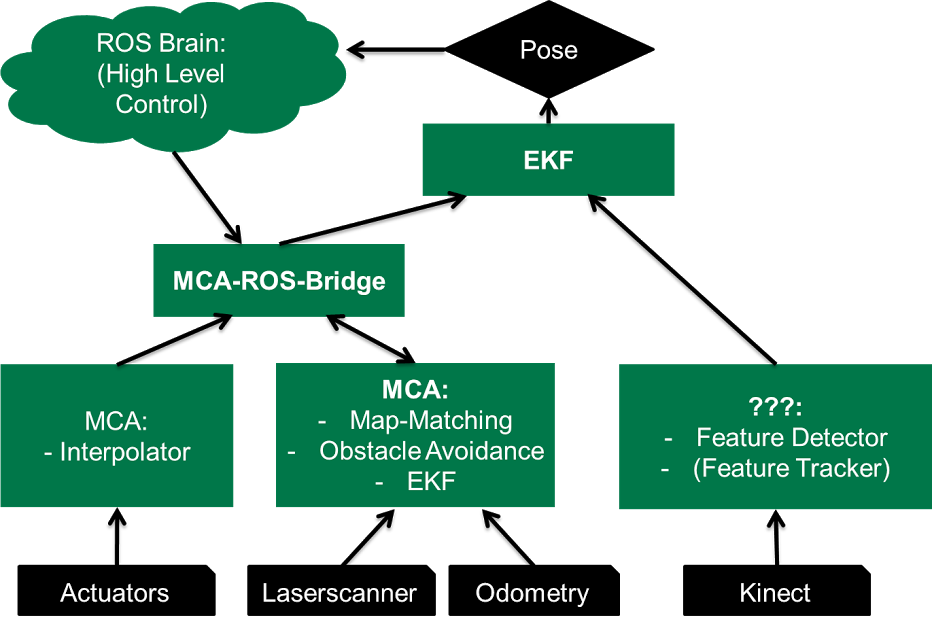 ROS Brain:
(High Level
Control)
Pose
EKF
MCA-ROS-Bridge
MCA:
- Interpolator
MCA:
- Map-Matching
- Obstacle Avoidance
- EKF
???:
- Feature Detector
- (Feature Tracker)
Actuators
Laserscanner
Odometry
Kinect